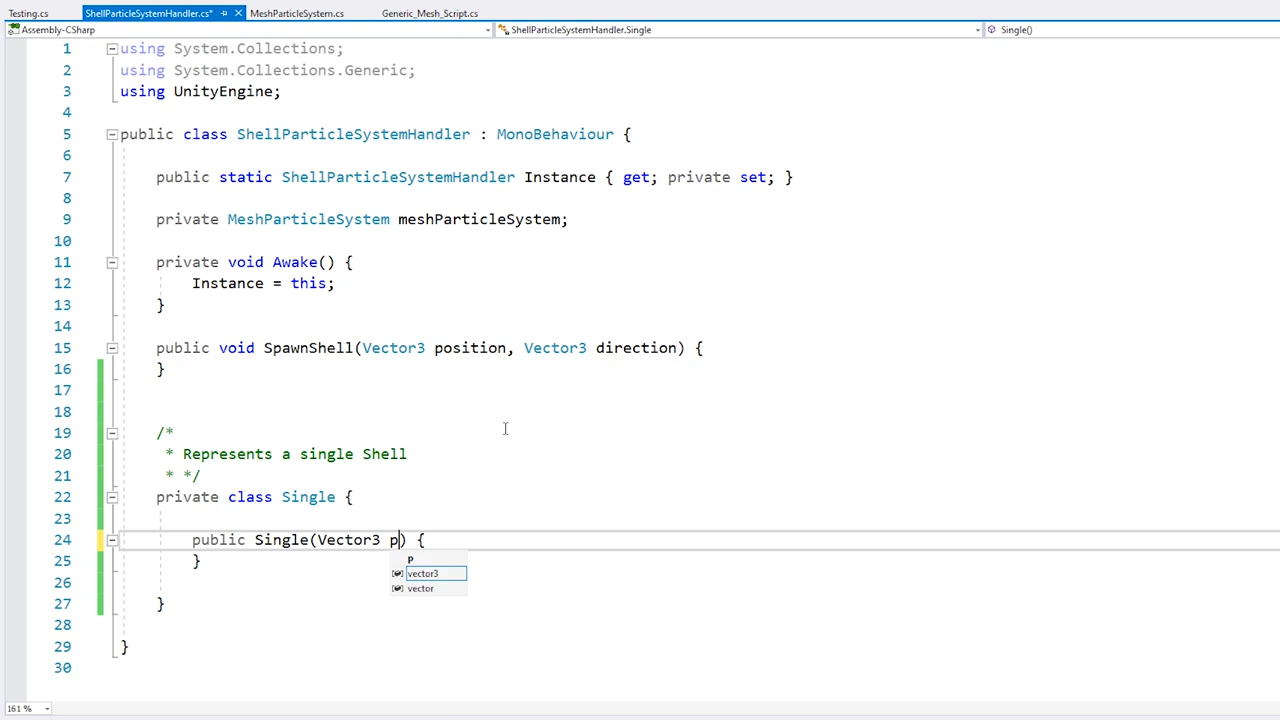 Testing.cs
ShellParticleSystemHandler.cs*
MeshParticleSystem.cs
Generic_Mesh_Script.cs
Assembly-CSharp
ShellParticleSystemHandler.Single
Single()
1 using System.Collections;
2 using System.Collections.Generic;
3 using UnityEngine;
4
5 public class ShellParticleSystemHandler : MonoBehaviour {
6
7 public static ShellParticleSystemHandler Instance { get; private set; }
8
9 private MeshParticleSystem meshParticleSystem;
10
11 private void Awake() {
12 Instance = this;
13 }
14
15 public void SpawnShell(Vector3 position, Vector3 direction) {
16 }
17
18
19 /*
20 * Represents a single Shell
21 * */
22 private class Single {
23
24 public Single(Vector3 p) {
p
25 }
vector3
26
vector
27 }
28
29 }
30
161 %